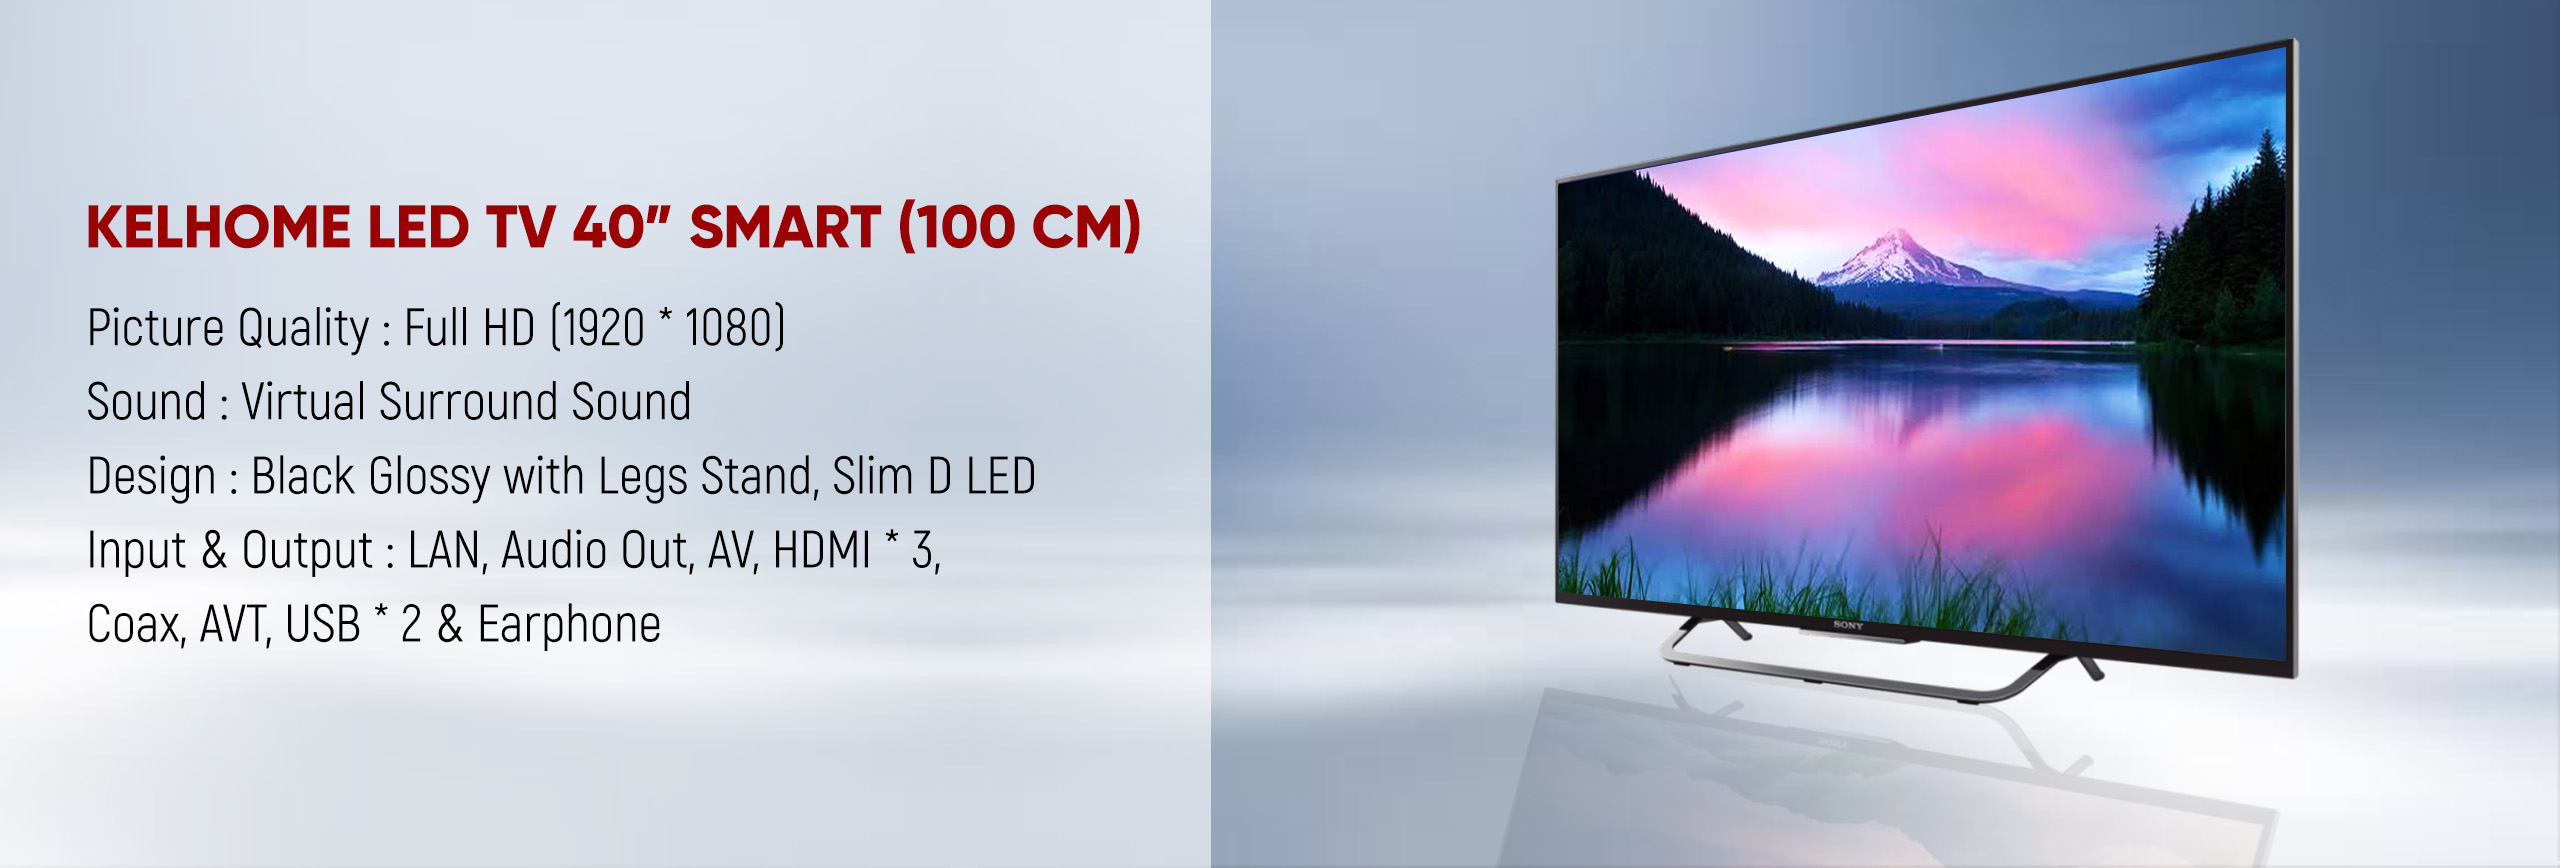 KELHOME LED TV 40” SMART (100 CM)
Picture Quality : Full HD (1920 * 1080)
Sound : Virtual Surround Sound
Design : Black Glossy with Legs Stand, Slim D LED
Input & Output : LAN, Audio Out, AV, HDMI * 3,
Coax, AVT, USB * 2 & Earphone
SONY